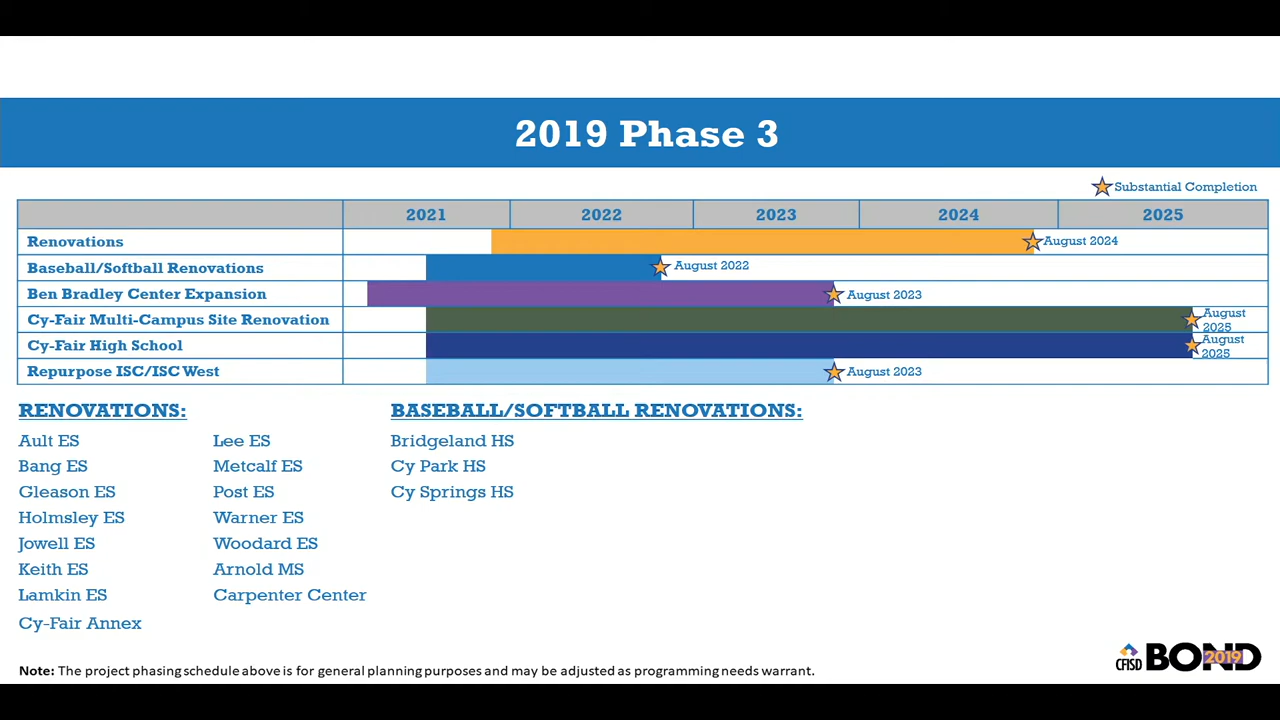 2019 Phase 3
Substantial Completion
2021 2022 2023 2024 2025
Renovations August 2024
Baseball/Softball Renovations August 2022
Ben Bradley Center Expansion August 2023
Cy-Fair Multi-Campus Site Renovation August
2025
Cy-Fair High School August
2025
Repurpose ISC/ISC West August 2023
RENOVATIONS: BASEBALL/SOFTBALL RENOVATIONS:
Ault ES Lee ES Bridgeland HS
Bang ES Metcalf ES Cy Park HS
Gleason ES Post ES Cy Springs HS
Holmsley ES Warner ES
Jowell ES Woodard ES
Keith ES Arnold MS
Lamkin ES Carpenter Center
Cy-Fair Annex
CFISD BOND 2019
Note: The project phasing schedule above is for general planning purposes and may be adjusted as programming needs warrant.